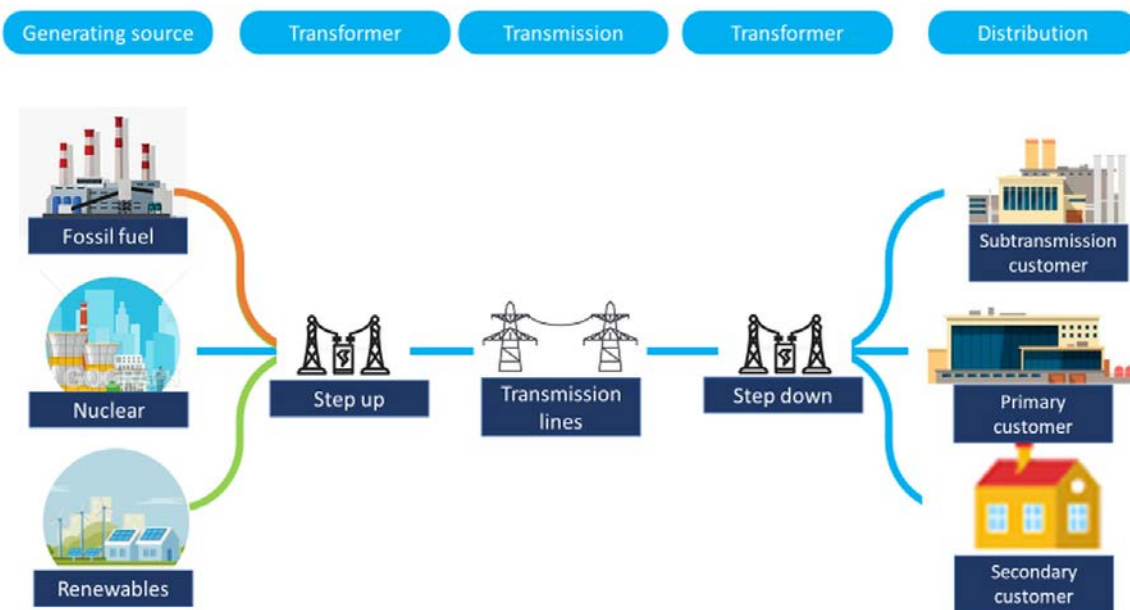 Generating source
Transformer
Transmission
Transformer
Distribution
Fossil fuel
Subtransmission
customer
Nuclear
Step up
Transmission
lines
Step down
Primary
customer
Renewables
Secondary
customer